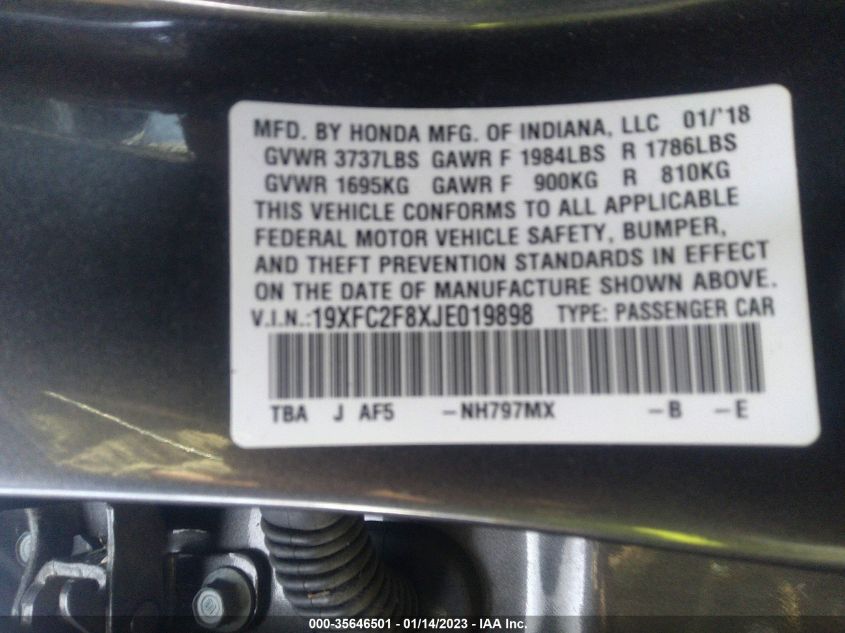 MFD. BY HONDA MFG. OF INDIANA, LLC 01/'18
GVWR 3737LBS GAWR F 1984LBS R 1786LBS
GVWR 1695KG GAWR F 900KG R 810KG
THIS VEHICLE CONFORMS TO ALL APPLICABLE
FEDERAL MOTOR VEHICLE SAFETY, BUMPER,
AND THEFT PREVENTION STANDARDS IN EFFECT
ON THE DATE OF MANUFACTURE SHOWN ABOVE.
V.I.N.:19XFC2F8XJE019898 TYPE: PASSENGER CAR
TBA J AF5 -NH797MX -B -E
000-35646501 - 01/14/2023 - IAA Inc.